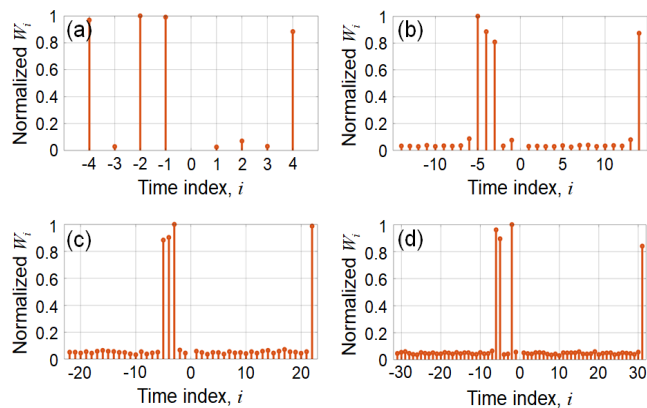 (a)
Normalized Wᵢ
1
0.8
0.6
0.4
0.2
0
-4 -3 -2 -1 0 1 2 3 4
Time index, i
(b)
Normalized Wᵢ
1
0.8
0.6
0.4
0.2
0
-10 -5 0 5 10
Time index, i
(c)
Normalized Wᵢ
1
0.8
0.6
0.4
0.2
0
-20 -10 0 10 20
Time index, i
(d)
Normalized Wᵢ
1
0.8
0.6
0.4
0.2
0
-30 -20 -10 0 10 20 30
Time index, i